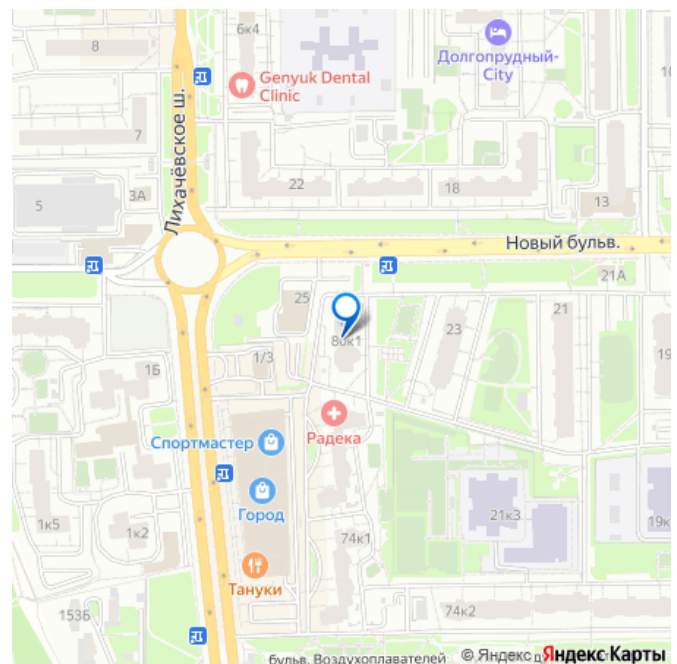 8
6к4
Genyuk Dental
Clinic
Долгопрудный-
City
7
Лихачёвское ш.
22
18
3А
5
13
Новый бульв.
21А
25
80к1
23
21
19
1/3
1Б
Радека
Спортмастер
Город
1к5
1к2
74к1
21к3
19к
Тануки
153Б
74к2
бульв. Воздухоплавателей
© Яндекс
Яндекс Карты